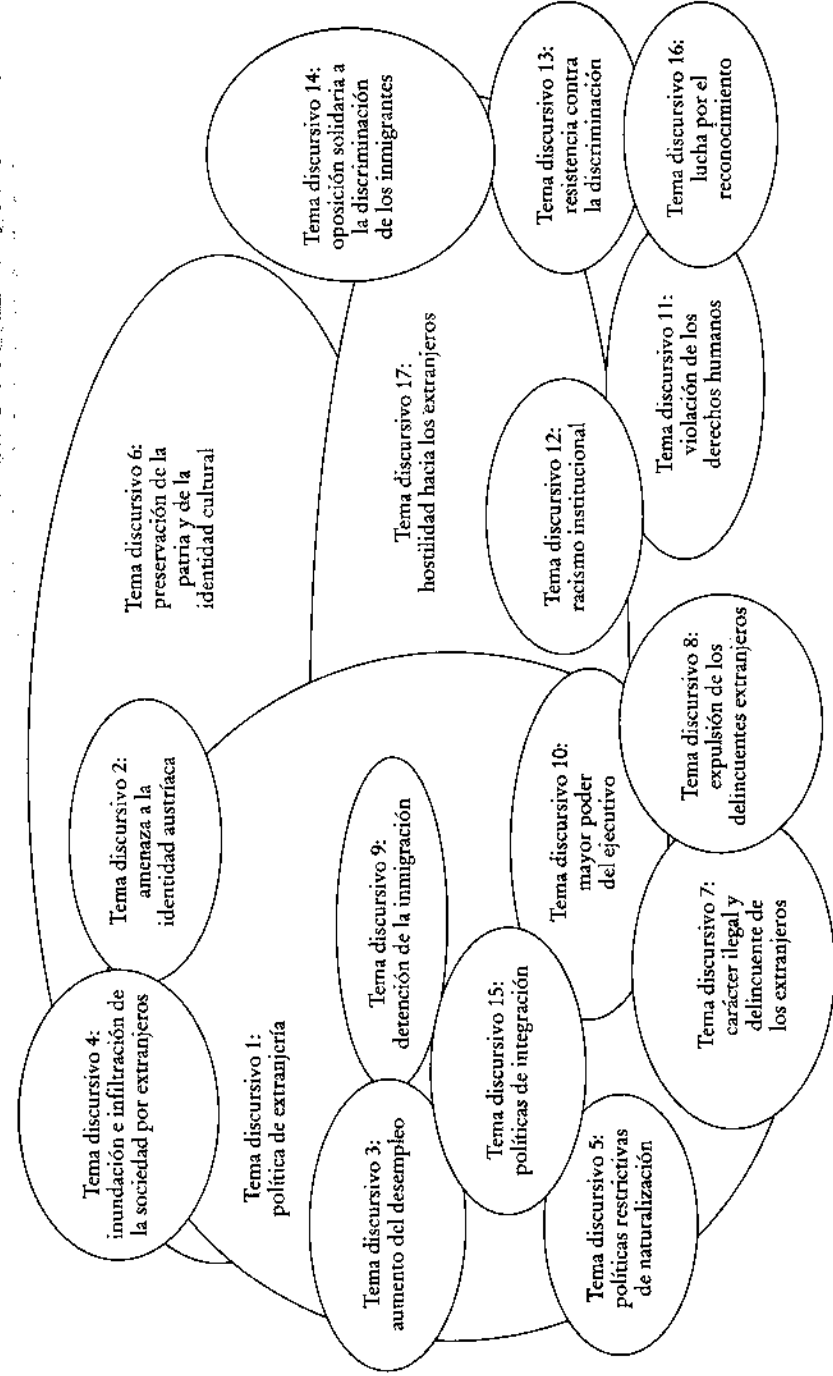 Tema discursivo 4:
inundación e infiltración de
la sociedad por extranjeros
Tema discursivo 2:
amenaza a la
identidad austríaca
Tema discursivo 6:
preservación de la
patria y de la
identidad cultural
Tema discursivo 14:
oposición solidaria a
la discriminación
de los inmigrantes
Tema discursivo 1:
política de extranjería
Tema discursivo 3:
aumento del desempleo
Tema discursivo 9:
detención de la inmigración
Tema discursivo 17:
hostilidad hacia los extranjeros
Tema discursivo 15:
políticas de integración
Tema discursivo 10:
mayor poder
del ejecutivo
Tema discursivo 12:
racismo institucional
Tema discursivo 13:
resistencia contra
la discriminación
Tema discursivo 5:
políticas restrictivas
de naturalización
Tema discursivo 7:
carácter ilegal y
delincuente de
los extranjeros
Tema discursivo 8:
expulsión de los
delincuentes extranjeros
Tema discursivo 11:
violación de los
derechos humanos
Tema discursivo 16:
lucha por el
reconocimiento